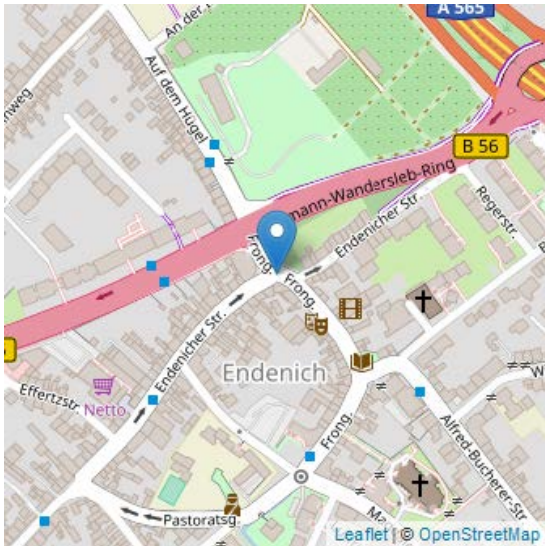 A 565
An der
Auf dem Hügel
B 56
mann-Wandersleb-Ring
Regerstr.
Endenicher Str.
Frong.
Frong.
Endenicher Str.
Endenich
Effertzstr.
Netto
Frong.
Alfred-Bucherer-Str.
W
Pastoratsg.
Ma
Leaflet | © OpenStreetMap